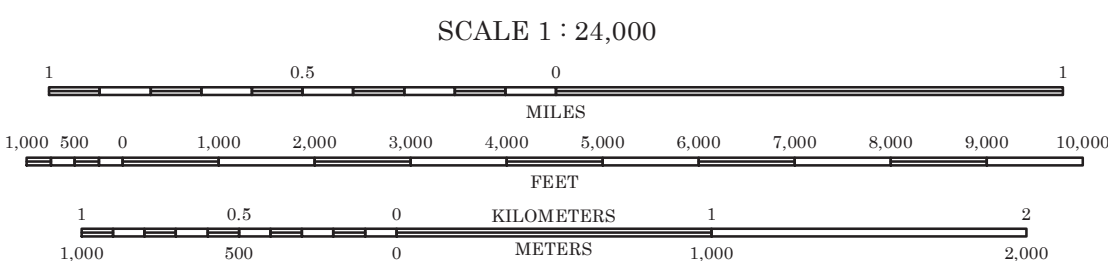 SCALE 1 : 24,000
1 0.5 0 1
MILES
1,000 500 0 1,000 2,000 3,000 4,000 5,000 6,000 7,000 8,000 9,000 10,000
FEET
1 0.5 0 KILOMETERS 1 2
1,000 500 0 METERS 1,000 2,000